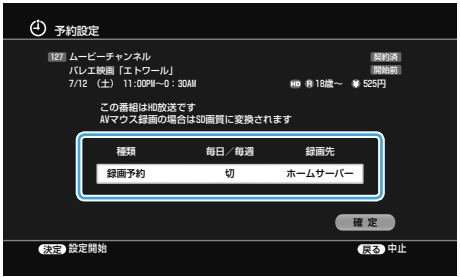 予約設定
127 ムービーチャンネル 契約済
バレエ映画「エトワール」 開始前
7/12 (土) 11:00PM〜0:30AM HD R 18歳〜 ¥ 525円
この番組はHD放送です
AVマウス録画の場合はSD画質に変換されます
種類 毎日/毎週 録画先
録画予約 切 ホームサーバー
確定
決定 設定開始 戻る 中止